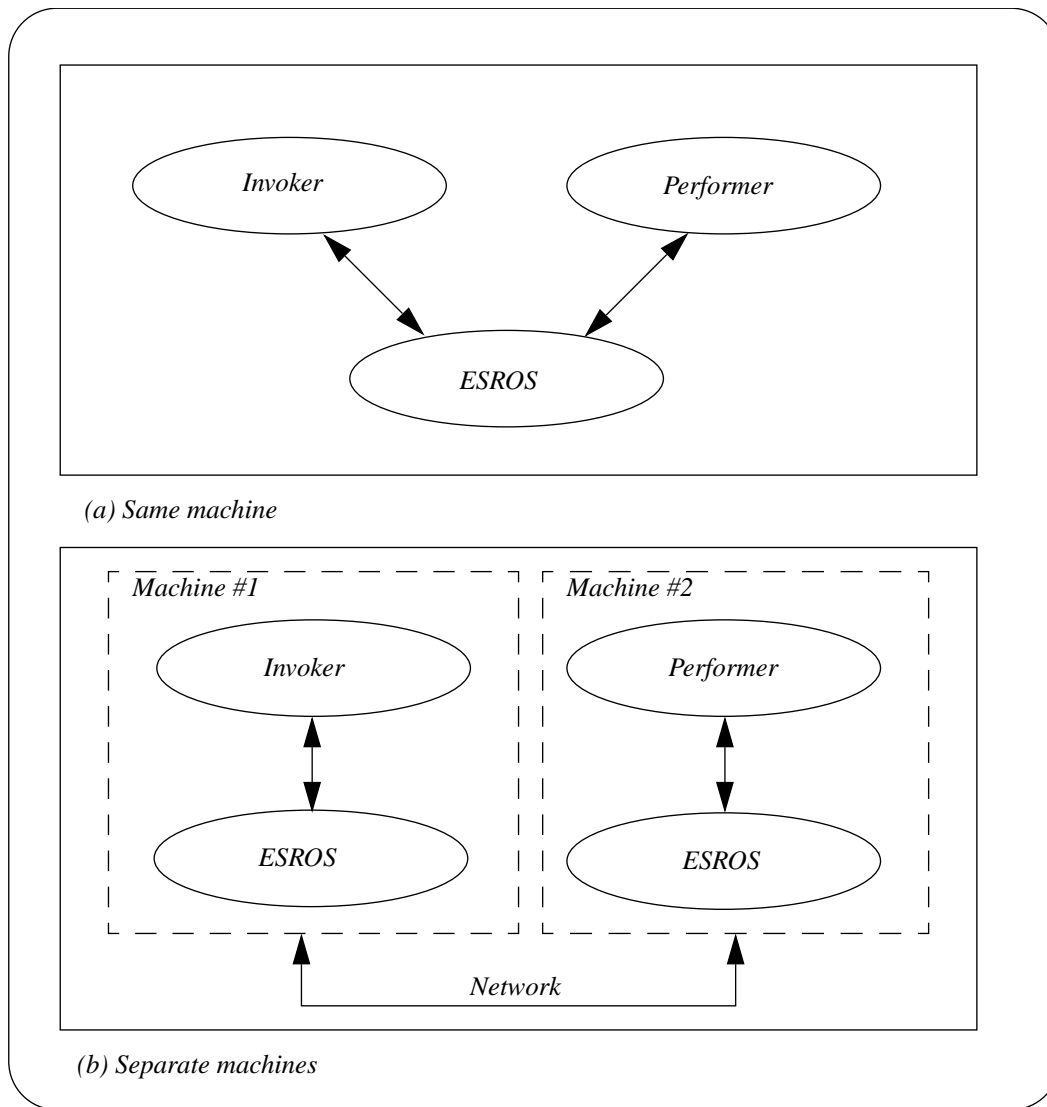 Invoker
Performer
ESROS
(a) Same machine
Machine #1
Machine #2
Invoker
Performer
ESROS
ESROS
Network
(b) Separate machines